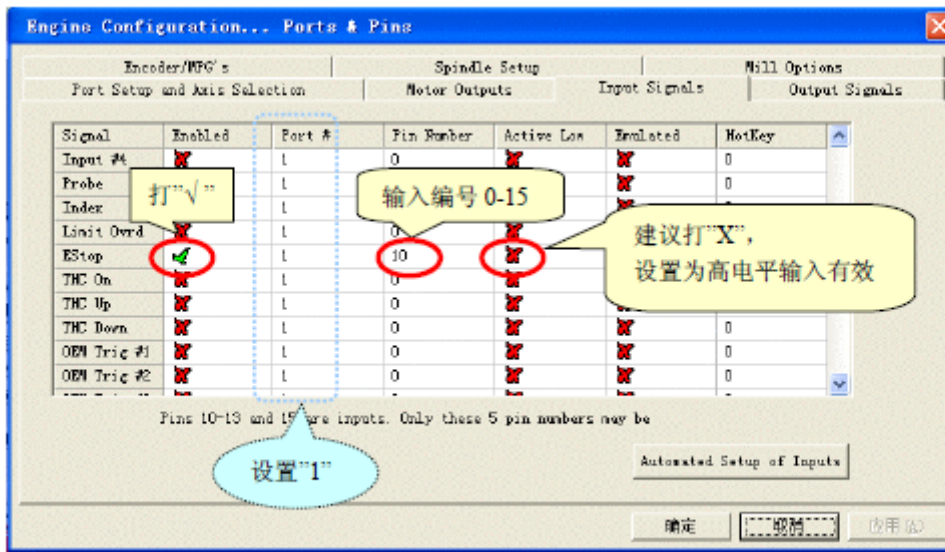 Engine Configuration... Ports & Pins
Encoder/MPG's Spindle Setup Mill Options
Port Setup and Axis Selection Motor Outputs Input Signals Output Signals
Signal Enabled Port # Pin Number Active Low Emulated HotKey
Input #4 1 0 0
Probe 1 0
Index 1
Limit Ovrd 1 0
EStop 1 10
THC On 1 0
THC Up 1 0
THC Down 1 0 0
OEM Trig #1 1 0 0
OEM Trig #2 1 0 0
打"√"
输入编号 0-15
建议打"X",
设置为高电平输入有效
Pins 10-13 and 15 are inputs. Only these 5 pin numbers may be
设置"1"
Automated Setup of Inputs
确定 取消 应用(A)